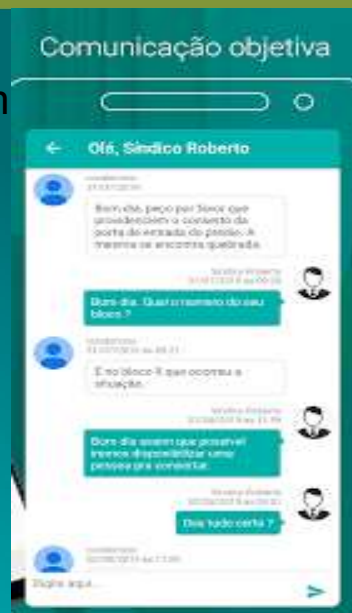 Comunicação objetiva
Olá, Síndico Roberto
Bom dia, peço por favor que
providenciem o conserto da
porta de entrada do prédio. A
mesma se encontra quebrada.
Bom dia. Qual o numero do seu
bloco ?
E no bloco X que ocorreu a
situação.
Bom dia assim que possivel
iremos disponibilizar uma
pessoa pra consertar.
Deu tudo certo ?
Digite aqui...